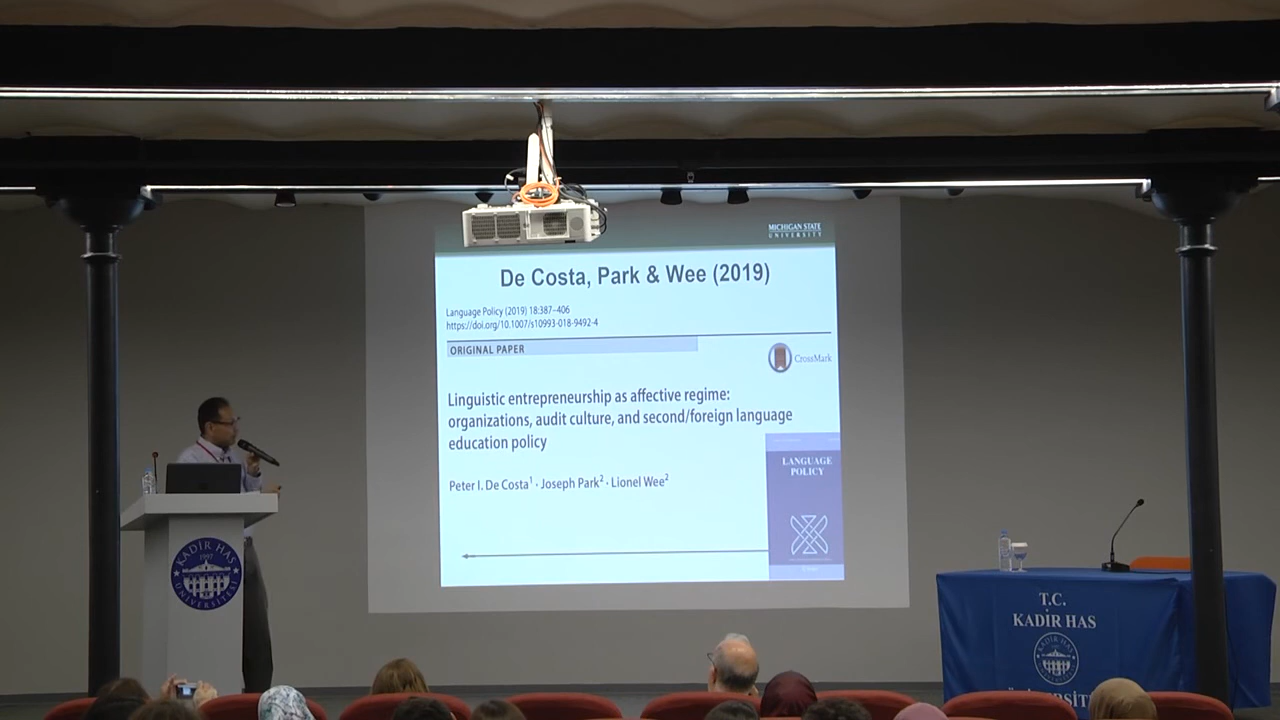 MICHIGAN STATE
UNIVERSITY
De Costa, Park & Wee (2019)
Language Policy (2019) 18:387–406
https://doi.org/10.1007/s10993-018-9492-4
ORIGINAL PAPER
CrossMark
Linguistic entrepreneurship as affective regime:
organizations, audit culture, and second/foreign language
education policy
Peter I. De Costa¹ · Joseph Park² · Lionel Wee²
LANGUAGE
POLICY
KADİR HAS
1997
ÜNİVERSİTESİ
T.C.
KADİR HAS